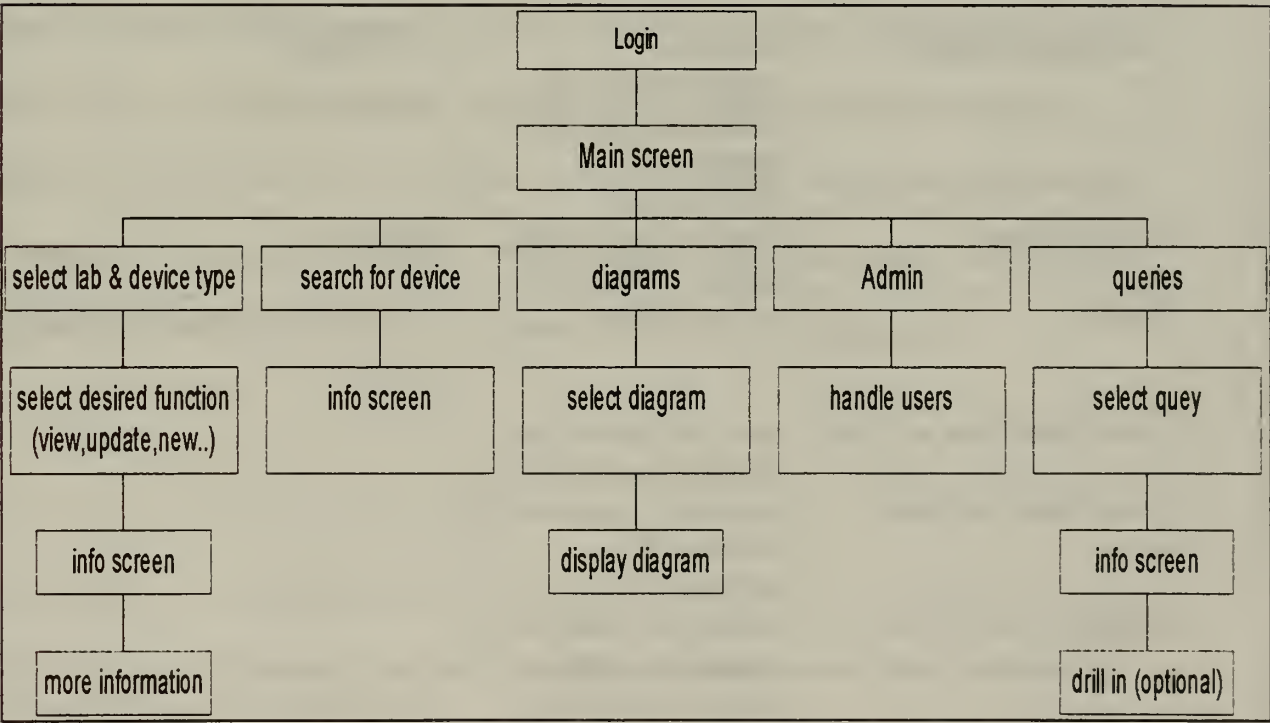 Login
Main screen
select lab & device type
search for device
diagrams
Admin
queries
select desired function
(view,update,new..)
info screen
select diagram
handle users
select quey
info screen
display diagram
info screen
more information
drill in (optional)